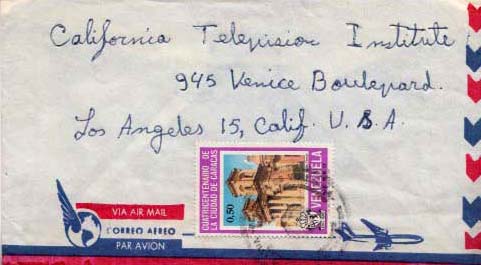 California Television Institute
945 Venice Boulevard.
Los Angeles 15, Calif. U.S.A.
CUATRICENTENARIO DE
LA CIUDAD DE CARACAS
0,50
VENEZUELA
VIA AIR MAIL
CORREO AEREO
PAR AVION